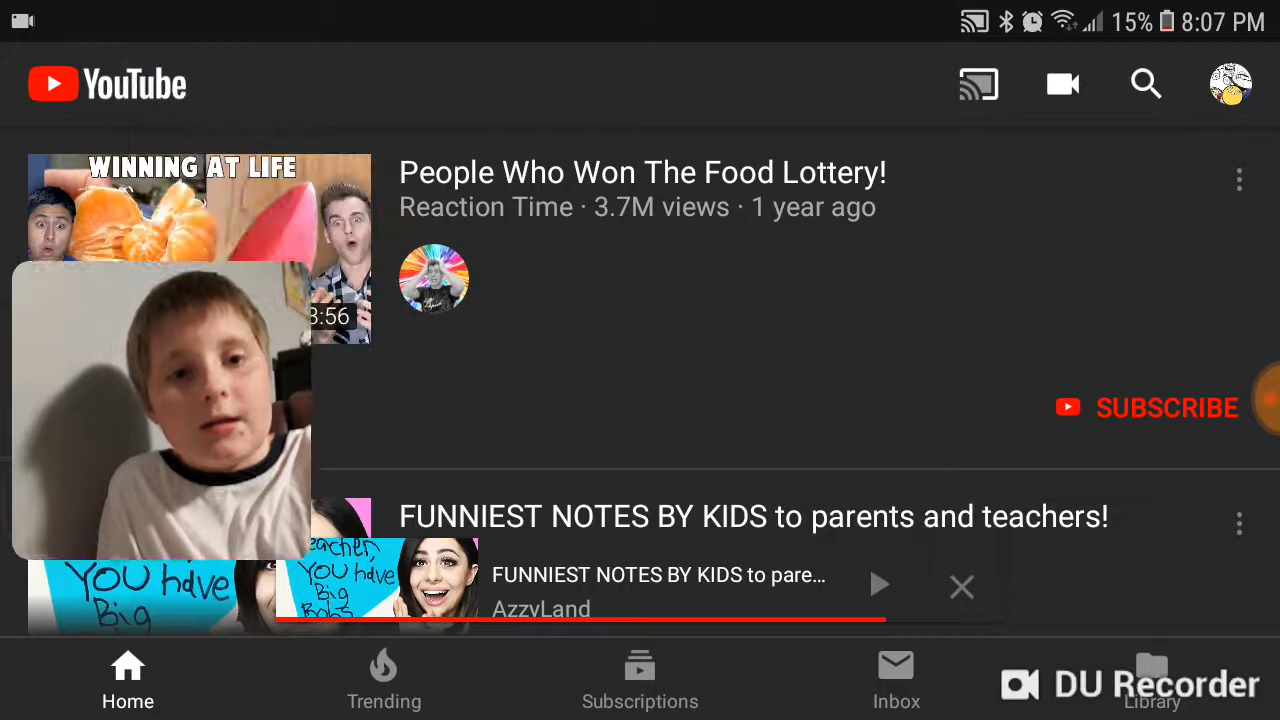 15% 8:07 PM
YouTube
WINNING AT LIFE
People Who Won The Food Lottery!
Reaction Time · 3.7M views · 1 year ago
3:56
SUBSCRIBE
FUNNIEST NOTES BY KIDS to parents and teachers!
YOU have
Big
eacher,
YOU have
Big
FUNNIEST NOTES BY KIDS to pare...
AzzyLand
Home
Trending
Subscriptions
Inbox
Library
DU Recorder